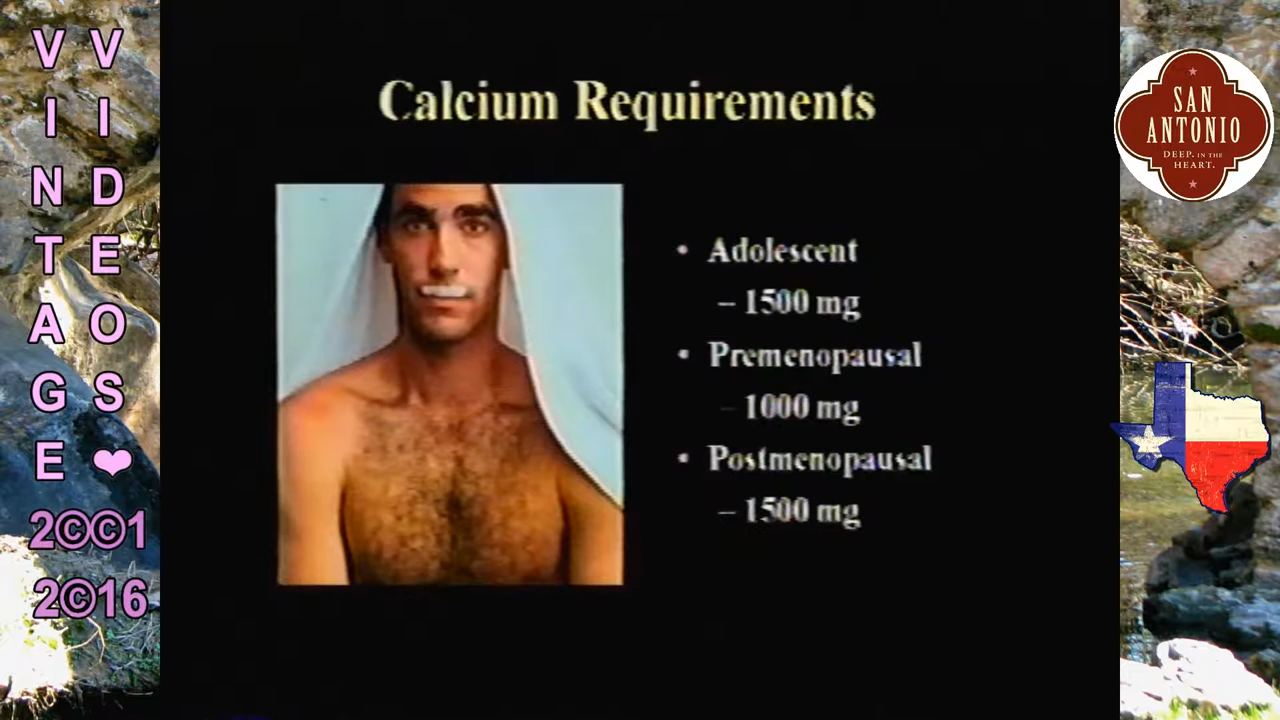 Calcium Requirements
• Adolescent
– 1500 mg
• Premenopausal
– 1000 mg
• Postmenopausal
– 1500 mg
VINTAGE
VIDEOS❤
2©©1
2©16
SAN
ANTONIO
DEEP. IN THE
HEART.